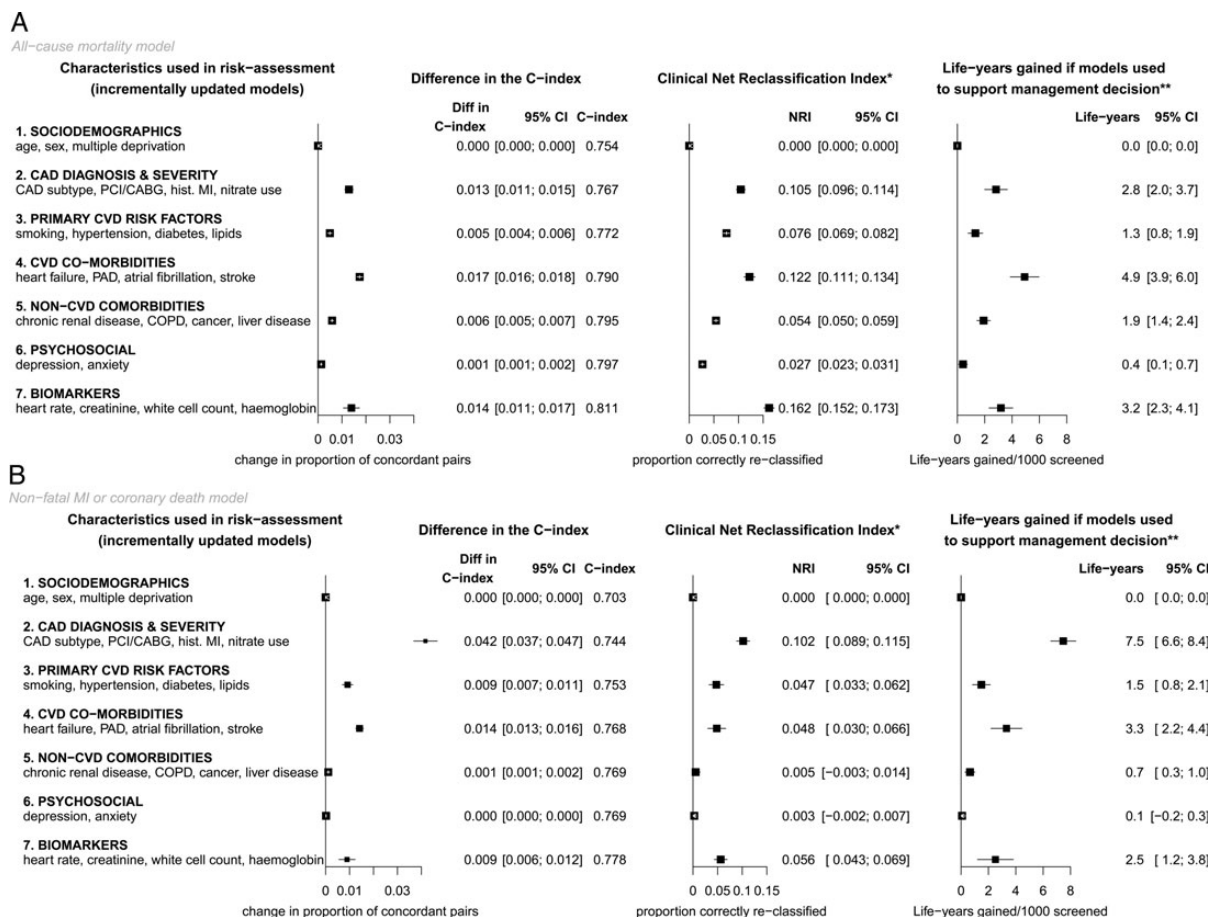 A
All−cause mortality model
Characteristics used in risk−assessment
(incrementally updated models)
Difference in the C−index
Clinical Net Reclassification Index*
Life−years gained if models used
to support management decision**
Diff in
C−index 95% CI C−index
NRI 95% CI
Life−years 95% CI
1. SOCIODEMOGRAPHICS
age, sex, multiple deprivation
0.000 [0.000; 0.000] 0.754
0.000 [0.000; 0.000]
0.0 [0.0; 0.0]
2. CAD DIAGNOSIS & SEVERITY
CAD subtype, PCI/CABG, hist. MI, nitrate use
0.013 [0.011; 0.015] 0.767
0.105 [0.096; 0.114]
2.8 [2.0; 3.7]
3. PRIMARY CVD RISK FACTORS
smoking, hypertension, diabetes, lipids
0.005 [0.004; 0.006] 0.772
0.076 [0.069; 0.082]
1.3 [0.8; 1.9]
4. CVD CO−MORBIDITIES
heart failure, PAD, atrial fibrillation, stroke
0.017 [0.016; 0.018] 0.790
0.122 [0.111; 0.134]
4.9 [3.9; 6.0]
5. NON−CVD COMORBIDITIES
chronic renal disease, COPD, cancer, liver disease
0.006 [0.005; 0.007] 0.795
0.054 [0.050; 0.059]
1.9 [1.4; 2.4]
6. PSYCHOSOCIAL
depression, anxiety
0.001 [0.001; 0.002] 0.797
0.027 [0.023; 0.031]
0.4 [0.1; 0.7]
7. BIOMARKERS
heart rate, creatinine, white cell count, haemoglobin
0.014 [0.011; 0.017] 0.811
0.162 [0.152; 0.173]
3.2 [2.3; 4.1]
0 0.01 0.03
0 0.05 0.1 0.15
0 2 4 6 8
change in proportion of concordant pairs
proportion correctly re−classified
Life−years gained/1000 screened
B
Non−fatal MI or coronary death model
Characteristics used in risk−assessment
(incrementally updated models)
Difference in the C−index
Clinical Net Reclassification Index*
Life−years gained if models used
to support management decision**
Diff in
C−index 95% CI C−index
NRI 95% CI
Life−years 95% CI
1. SOCIODEMOGRAPHICS
age, sex, multiple deprivation
0.000 [0.000; 0.000] 0.703
0.000 [ 0.000; 0.000]
0.0 [ 0.0; 0.0]
2. CAD DIAGNOSIS & SEVERITY
CAD subtype, PCI/CABG, hist. MI, nitrate use
0.042 [0.037; 0.047] 0.744
0.102 [ 0.089; 0.115]
7.5 [ 6.6; 8.4]
3. PRIMARY CVD RISK FACTORS
smoking, hypertension, diabetes, lipids
0.009 [0.007; 0.011] 0.753
0.047 [ 0.033; 0.062]
1.5 [ 0.8; 2.1]
4. CVD CO−MORBIDITIES
heart failure, PAD, atrial fibrillation, stroke
0.014 [0.013; 0.016] 0.768
0.048 [ 0.030; 0.066]
3.3 [ 2.2; 4.4]
5. NON−CVD COMORBIDITIES
chronic renal disease, COPD, cancer, liver disease
0.001 [0.001; 0.002] 0.769
0.005 [−0.003; 0.014]
0.7 [ 0.3; 1.0]
6. PSYCHOSOCIAL
depression, anxiety
0.000 [0.000; 0.000] 0.769
0.003 [−0.002; 0.007]
0.1 [−0.2; 0.3]
7. BIOMARKERS
heart rate, creatinine, white cell count, haemoglobin
0.009 [0.006; 0.012] 0.778
0.056 [ 0.043; 0.069]
2.5 [ 1.2; 3.8]
0 0.01 0.03
0 0.05 0.1 0.15
0 2 4 6 8
change in proportion of concordant pairs
proportion correctly re−classified
Life−years gained/1000 screened